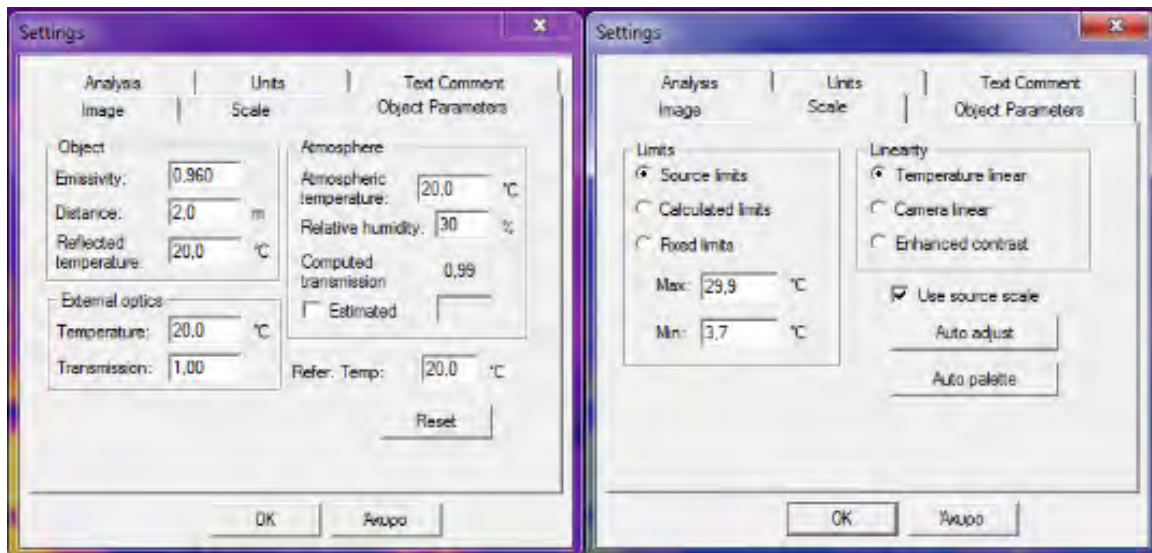 Settings
Analysis Units Text Comment
Image Scale Object Parameters
Object
Emissivity: 0,960
Distance: 2,0 m
Reflected temperature: 20,0 °C
External optics
Temperature: 20.0 °C
Transmission: 1,00
Atmosphere
Atmospheric temperature: 20.0 °C
Relative humidity: 30 %
Computed transmission 0,99
Estimated
Refer. Temp: 20.0 °C
Reset
OK Άκυρο
Settings
Analysis Units Text Comment
Image Scale Object Parameters
Limits
Source limits
Calculated limits
Fixed limits
Max: 29,9 °C
Min: 3,7 °C
Linearity
Temperature linear
Camera linear
Enhanced contrast
Use source scale
Auto adjust
Auto palette
OK Άκυρο